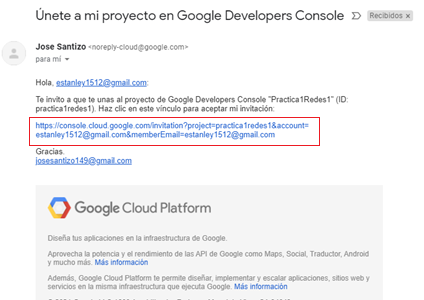 Únete a mi proyecto en Google Developers Console
Recibidos x
Jose Santizo <noreply-cloud@google.com>
para mí
Hola, estanley1512@gmail.com:
Te invito a que te unas al proyecto de Google Developers Console "Practica1Redes1" (ID:
practica1redes1). Haz clic en este vínculo para aceptar mi invitación:
https://console.cloud.google.com/invitation?project=practica1redes1&account=
estanley1512@gmail.com&memberEmail=estanley1512@gmail.com
Gracias.
josesantizo149@gmail.com
Google Cloud Platform
Diseña tus aplicaciones en la infraestructura de Google.
Aprovecha la potencia y el rendimiento de las API de Google como Maps, Social, Traductor, Android
y mucho más. Más información
Además, Google Cloud Platform te permite diseñar, implementar y escalar aplicaciones, sitios web y
servicios en la misma infraestructura que ejecuta Google. Más información